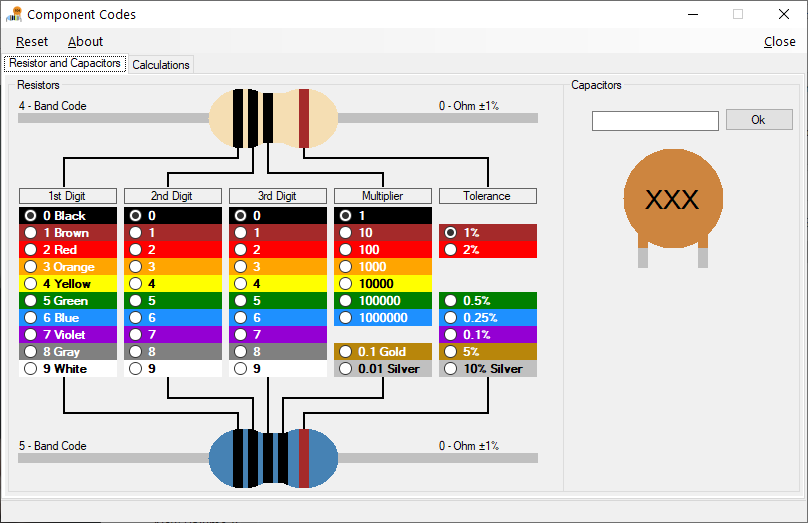 Component Codes
Reset About Close
Resistor and Capacitors Calculations
Resistors Capacitors
4 - Band Code 0 - Ohm ±1%
Ok
XXX
1st Digit 2nd Digit 3rd Digit Multiplier Tolerance
0 Black 0 0 1
1 Brown 1 1 10 1%
2 Red 2 2 100 2%
3 Orange 3 3 1000
4 Yellow 4 4 10000
5 Green 5 5 100000 0.5%
6 Blue 6 6 1000000 0.25%
7 Violet 7 7 0.1%
8 Gray 8 8 0.1 Gold 5%
9 White 9 9 0.01 Silver 10% Silver
5 - Band Code 0 - Ohm ±1%